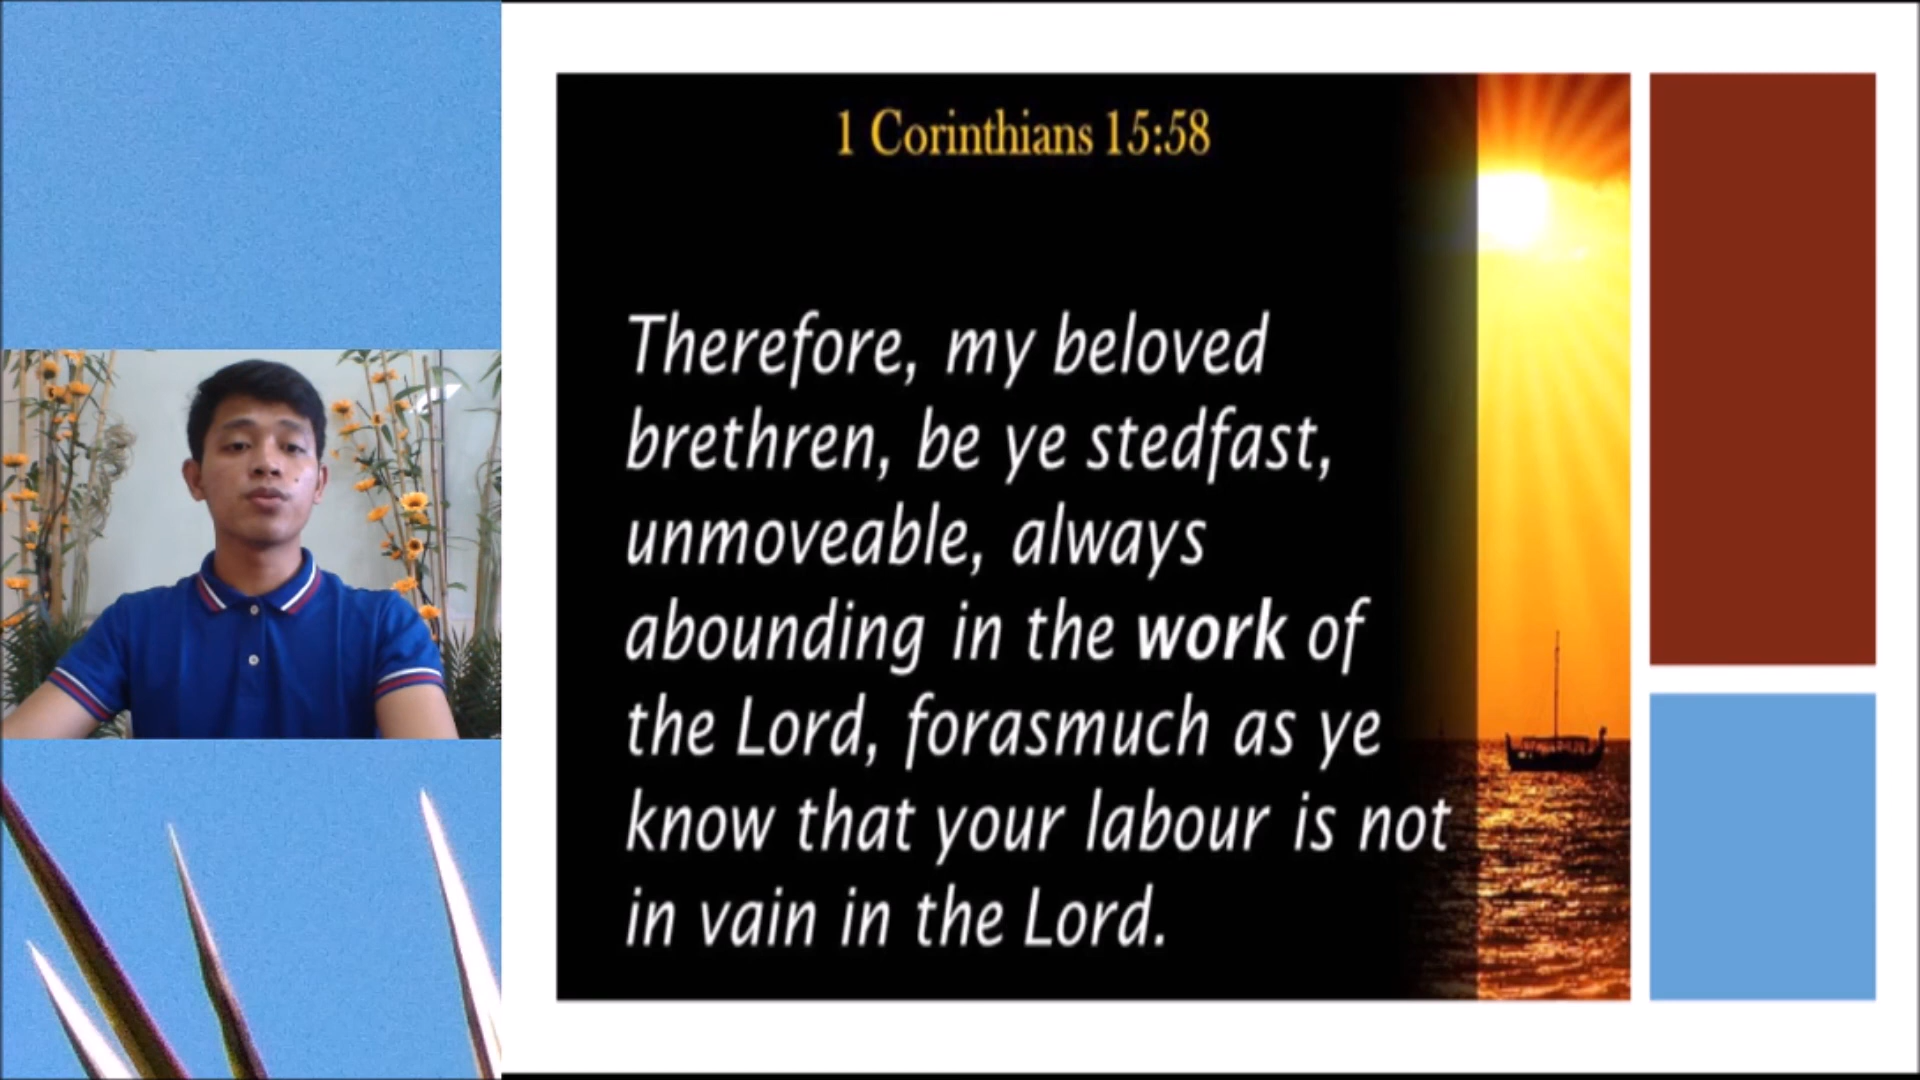 1 Corinthians 15:58
Therefore, my beloved
brethren, be ye stedfast,
unmoveable, always
abounding in the work of
the Lord, forasmuch as ye
know that your labour is not
in vain in the Lord.